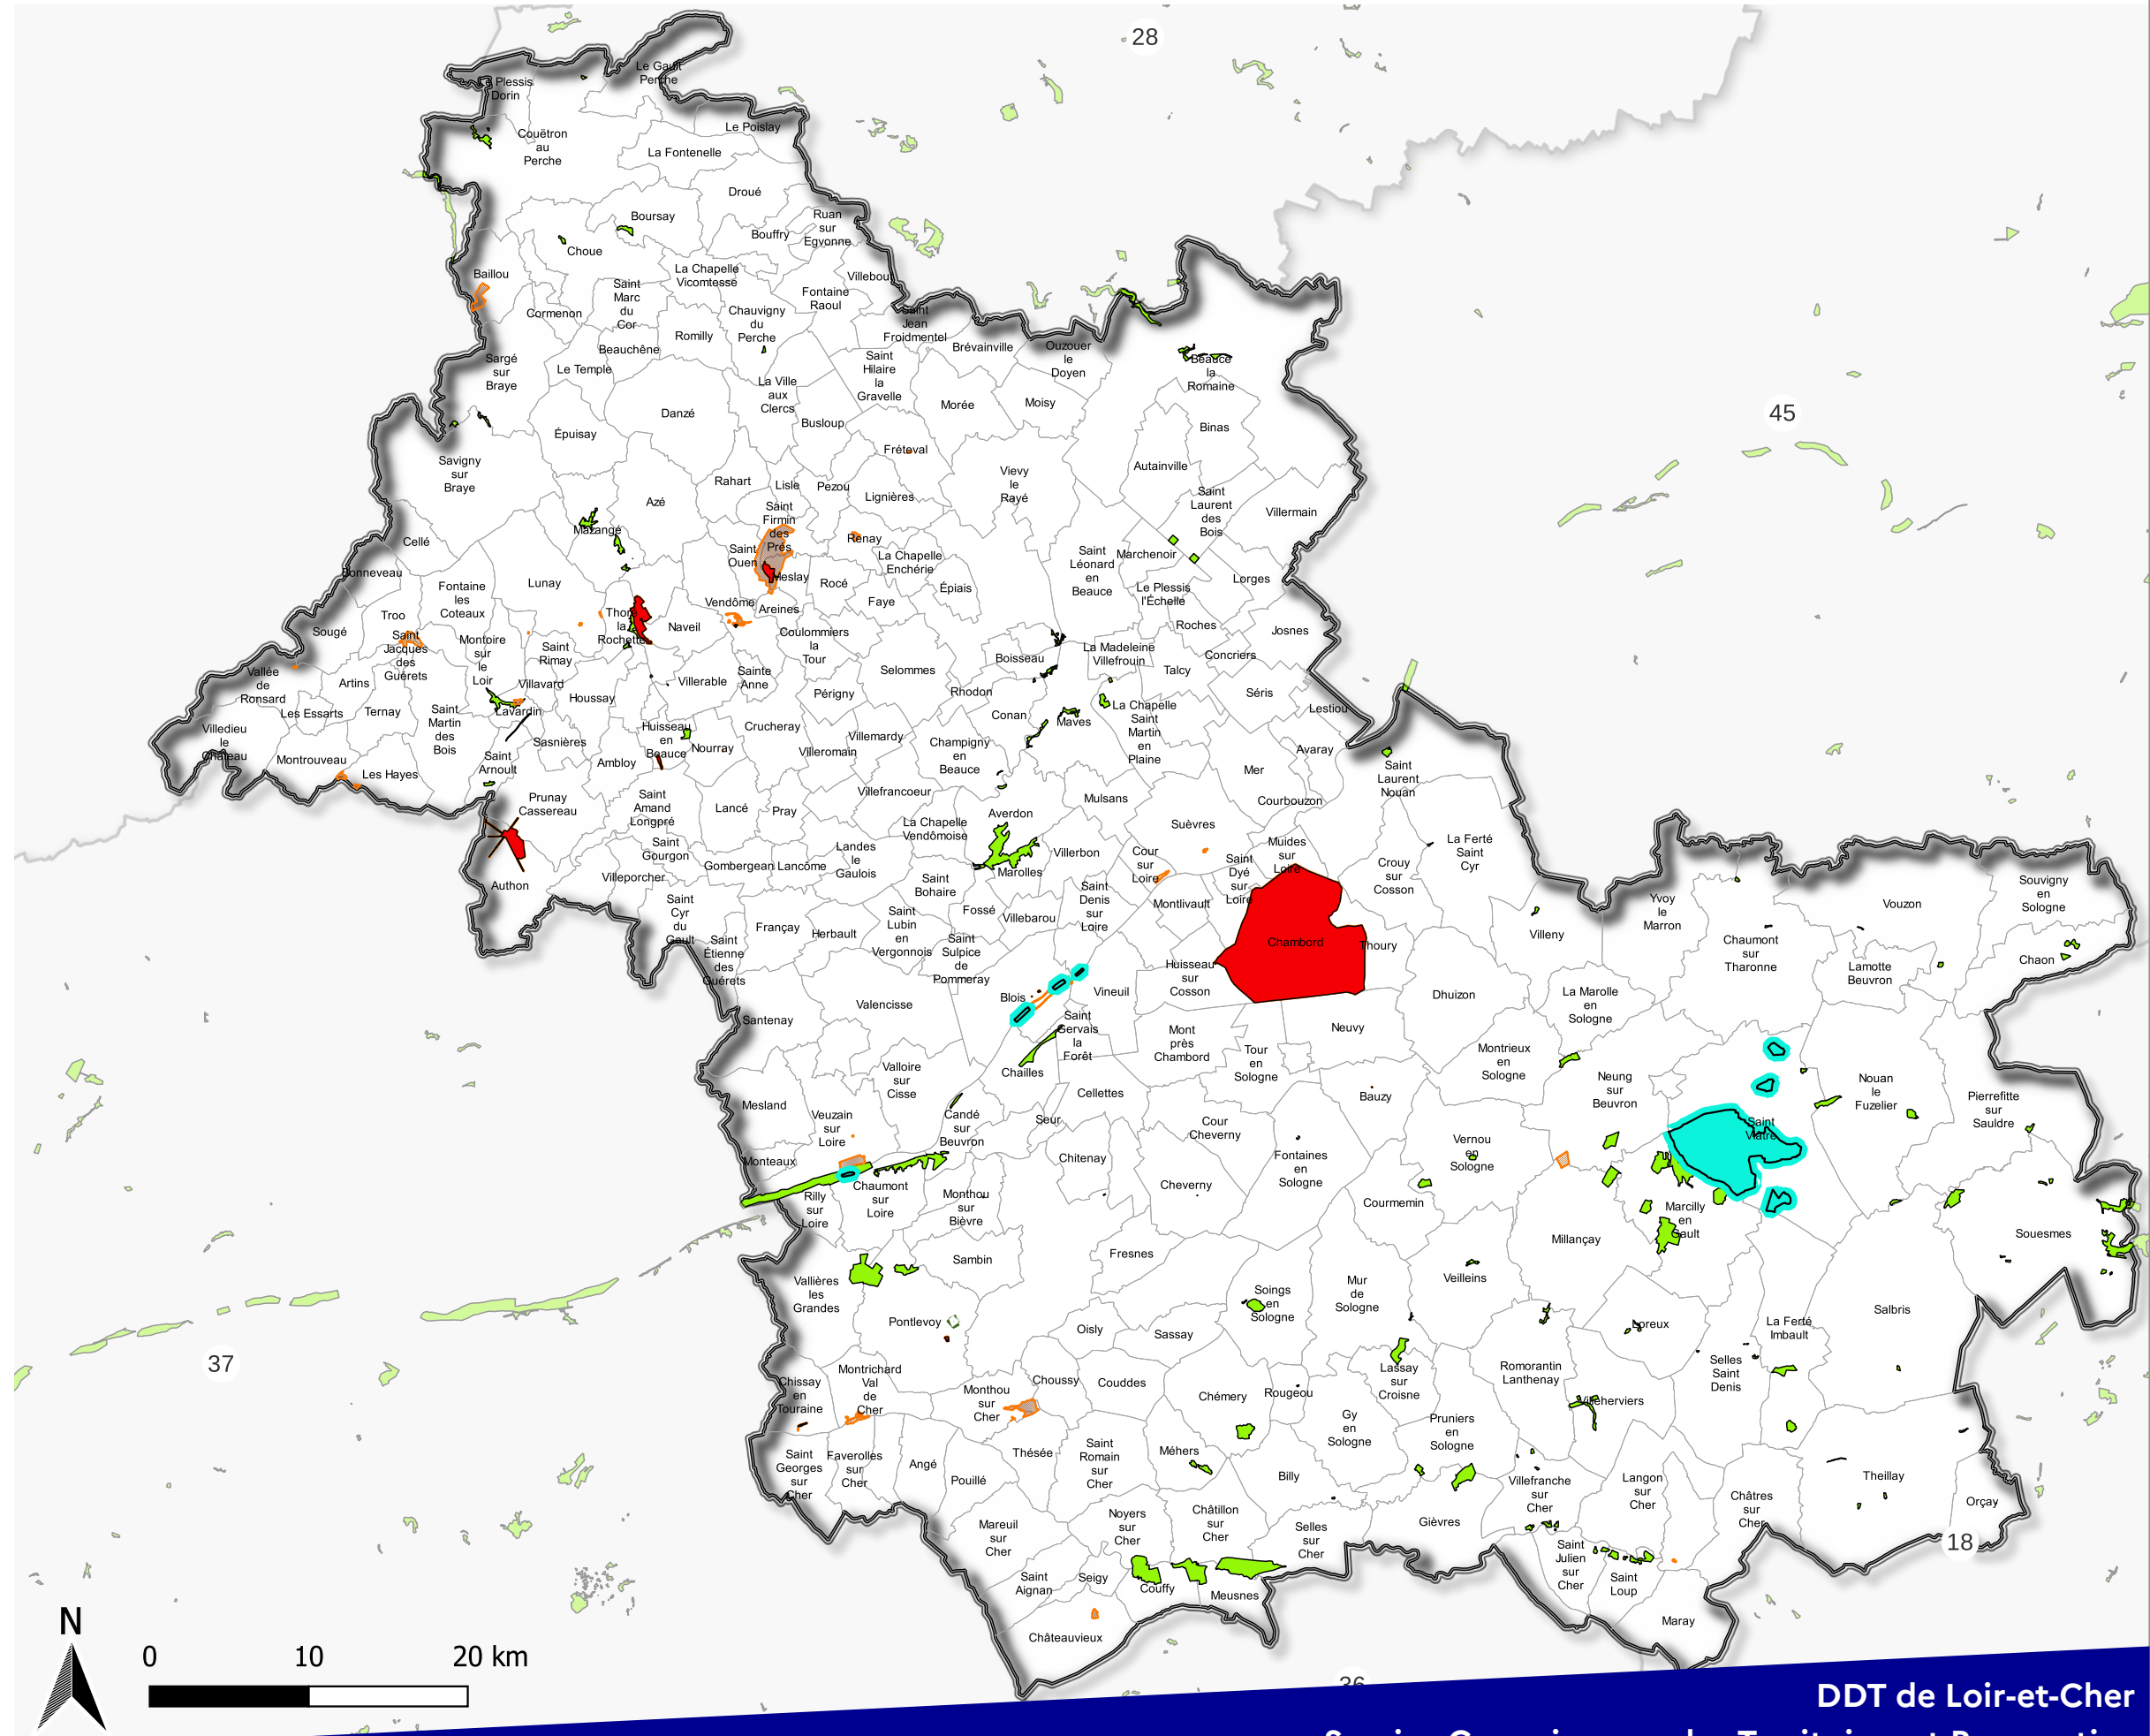 28
Le Gault
Perche
Le Plessis
Dorin
Le Poislay
Couëtron
au
Perche
La Fontenelle
Droué
Boursay
Ruan
sur
Egvonne
Bouffry
Choue
Baillou
La Chapelle
Vicomtesse
Villebout
Saint
Marc
du
Cor
Fontaine
Raoul
Cormenon
Chauvigny
du
Perche
Saint
Jean
Froidmentel
Romilly
Beauchêne
Brévainville
Ouzouer
le
Doyen
Beauce
la
Romaine
Sargé
sur
Braye
Le Temple
Saint
Hilaire
la
Gravelle
La Ville
aux
Clercs
Danzé
Morée
Moisy
45
Busloup
Binas
Épuisay
Fréteval
Savigny
sur
Braye
Autainville
Vievy
le
Rayé
Rahart
Lisle
Pezou
Lignières
Azé
Saint
Laurent
des
Bois
Villermain
Saint
Firmin
des
Prés
Mazangé
Renay
Cellé
Saint
Ouen
La Chapelle
Enchérie
Saint
Léonard
en
Beauce
Marchenoir
Bonneveau
Meslay
Rocé
Lorges
Fontaine
les
Coteaux
Lunay
Épiais
Le Plessis
l'Échelle
Vendôme
Areines
Faye
Troo
Thoré
la
Rochette
Naveil
Sougé
Saint
Jacques
des
Guérets
Montoire
sur
le
Loir
Saint
Rimay
Coulommiers
la
Tour
Roches
Josnes
La Madeleine
Villefrouin
Concriers
Boisseau
Talcy
Selommes
Vallée
de
Ronsard
Artins
Villavard
Houssay
Villerable
Sainte
Anne
Périgny
Rhodon
Séris
Les Essarts
Ternay
Saint
Martin
des
Bois
Lavardin
Conan
Maves
La Chapelle
Saint
Martin
en
Plaine
Lestiou
Villedieu
le
Château
Huisseau
en
Beauce
Crucheray
Villemardy
Sasnières
Nourray
Villeromain
Champigny
en
Beauce
Avaray
Montrouveau
Les Hayes
Saint
Arnoult
Ambloy
Mer
Saint
Laurent
Nouan
Prunay
Cassereau
Saint
Amand
Longpré
Lancé
Pray
Villefrancoeur
Mulsans
Courbouzon
Averdon
La Chapelle
Vendômoise
Suèvres
Saint
Gourgon
Gombergean
Lancôme
Landes
le
Gaulois
Villerbon
Cour
sur
Loire
Muides
sur
Loire
La Ferté
Saint
Cyr
Crouy
sur
Cosson
Authon
Villeporcher
Marolles
Saint
Bohaire
Saint
Dyé
sur
Loire
Souvigny
en
Sologne
Saint
Cyr
du
Gault
Saint
Denis
sur
Loire
Fossé
Villebarou
Montlivault
Yvoy
le
Marron
Vouzon
Françay
Herbault
Saint
Lubin
en
Vergonnois
Saint
Sulpice
de
Pommeray
Chambord
Thoury
Villeny
Chaumont
sur
Tharonne
Saint
Étienne
des
Guérets
Chaon
Lamotte
Beuvron
Huisseau
sur
Cosson
Blois
Vineuil
Dhuizon
La Marolle
en
Sologne
Valencisse
Santenay
Saint
Gervais
la
Forêt
Mont
près
Chambord
Neuvy
Tour
en
Sologne
Montrieux
en
Sologne
Chailles
Valloire
sur
Cisse
Cellettes
Bauzy
Neung
sur
Beuvron
Nouan
le
Fuzelier
Pierrefitte
sur
Sauldre
Mesland
Veuzain
sur
Loire
Candé
sur
Beuvron
Seur
Cour
Cheverny
Saint
Viâtre
Vernou
en
Sologne
Monteaux
Chitenay
Fontaines
en
Sologne
Rilly
sur
Loire
Chaumont
sur
Loire
Monthou
sur
Bièvre
Cheverny
Courmemin
Marcilly
en
Gault
Millançay
Souesmes
Sambin
Fresnes
Vallières
les
Grandes
Veilleins
Mur
de
Sologne
Soings
en
Sologne
Salbris
Pontlevoy
Oisly
Sassay
Loreux
La Ferté
Imbault
37
Montrichard
Val
de
Cher
Chissay
en
Touraine
Monthou
sur
Cher
Choussy
Couddes
Chémery
Rougeou
Lassay
sur
Croisne
Romorantin
Lanthenay
Selles
Saint
Denis
Villeherviers
Gy
en
Sologne
Pruniers
en
Sologne
Saint
Georges
sur
Cher
Faverolles
sur
Cher
Angé
Pouillé
Thésée
Saint
Romain
sur
Cher
Méhers
Billy
Villefranche
sur
Cher
Langon
sur
Cher
Theillay
Châtres
sur
Cher
Orçay
Mareuil
sur
Cher
Noyers
sur
Cher
Châtillon
sur
Cher
Selles
sur
Cher
Gièvres
18
Saint
Julien
sur
Cher
Saint
Loup
Saint
Aignan
Seigy
Couffy
Meusnes
Maray
Châteauvieux
N
0 10 20 km
36
DDT de Loir-et-Cher